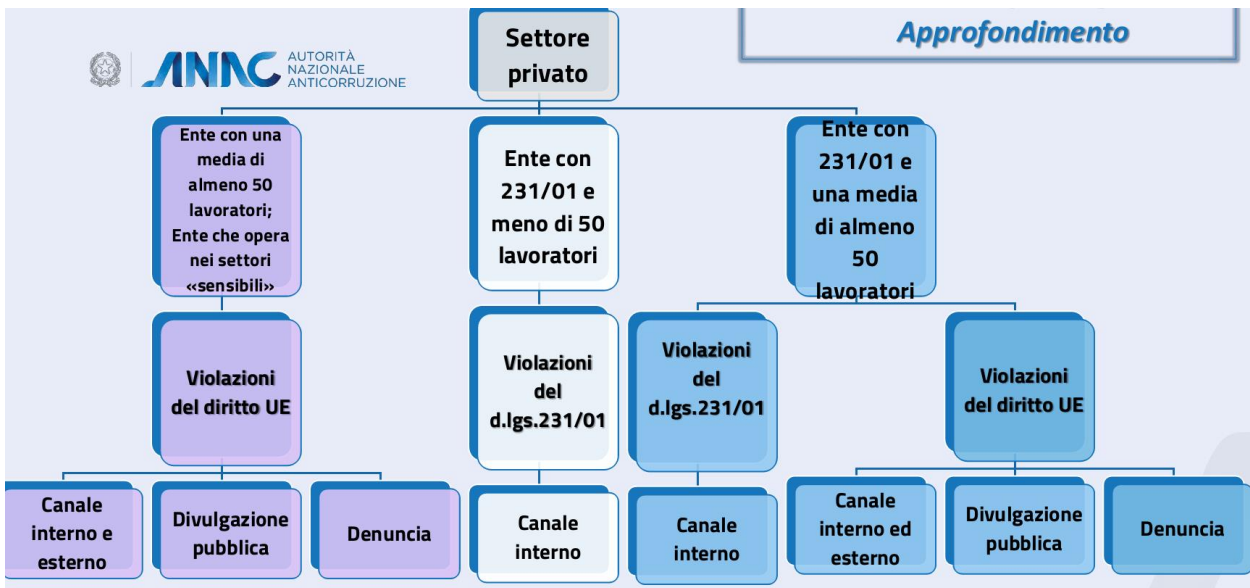 Approfondimento
ANAC
AUTORITÀ
NAZIONALE
ANTICORRUZIONE
Settore
privato
Ente con una
media di
almeno 50
lavoratori;
Ente che opera
nei settori
«sensibili»
Ente con
231/01 e
meno di 50
lavoratori
Ente con
231/01 e
una media
di almeno
50
lavoratori
Violazioni
del diritto UE
Violazioni
del
d.lgs.231/01
Violazioni
del
d.lgs.231/01
Violazioni
del diritto UE
Canale
interno e
esterno
Divulgazione
pubblica
Denuncia
Canale
interno
Canale
interno
Canale
interno ed
esterno
Divulgazione
pubblica
Denuncia